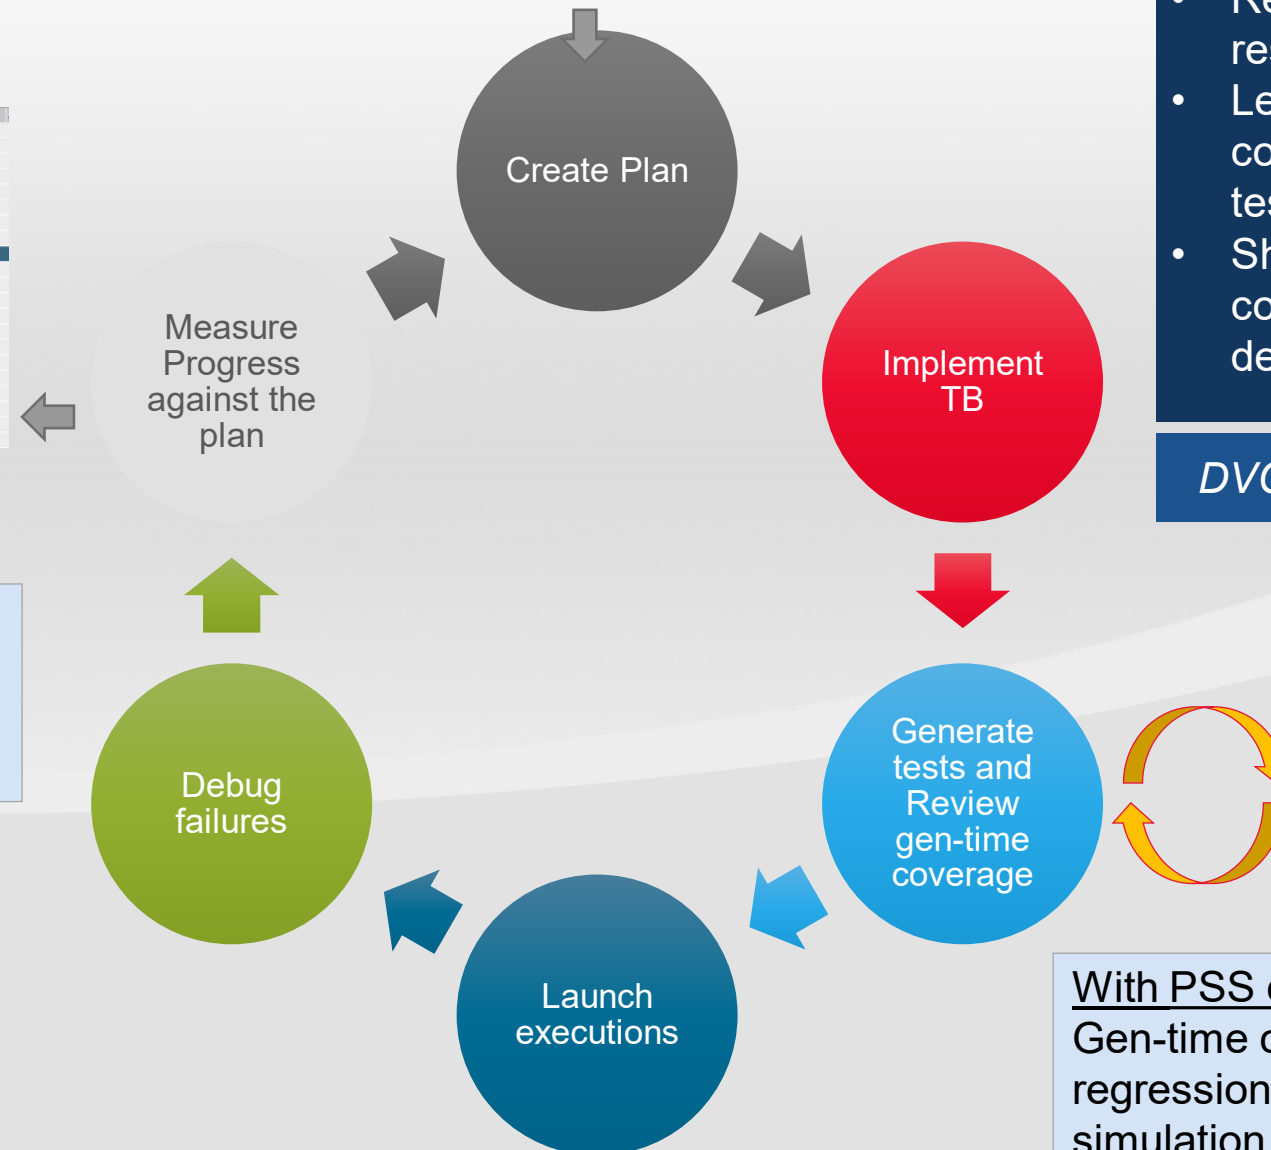 Create Plan
Measure
Progress
against the
plan
Implement
TB
Generate
tests and
Review
gen-time
coverage
Debug
failures
Launch
executions
With PSS
Gen-time
regression
simulation